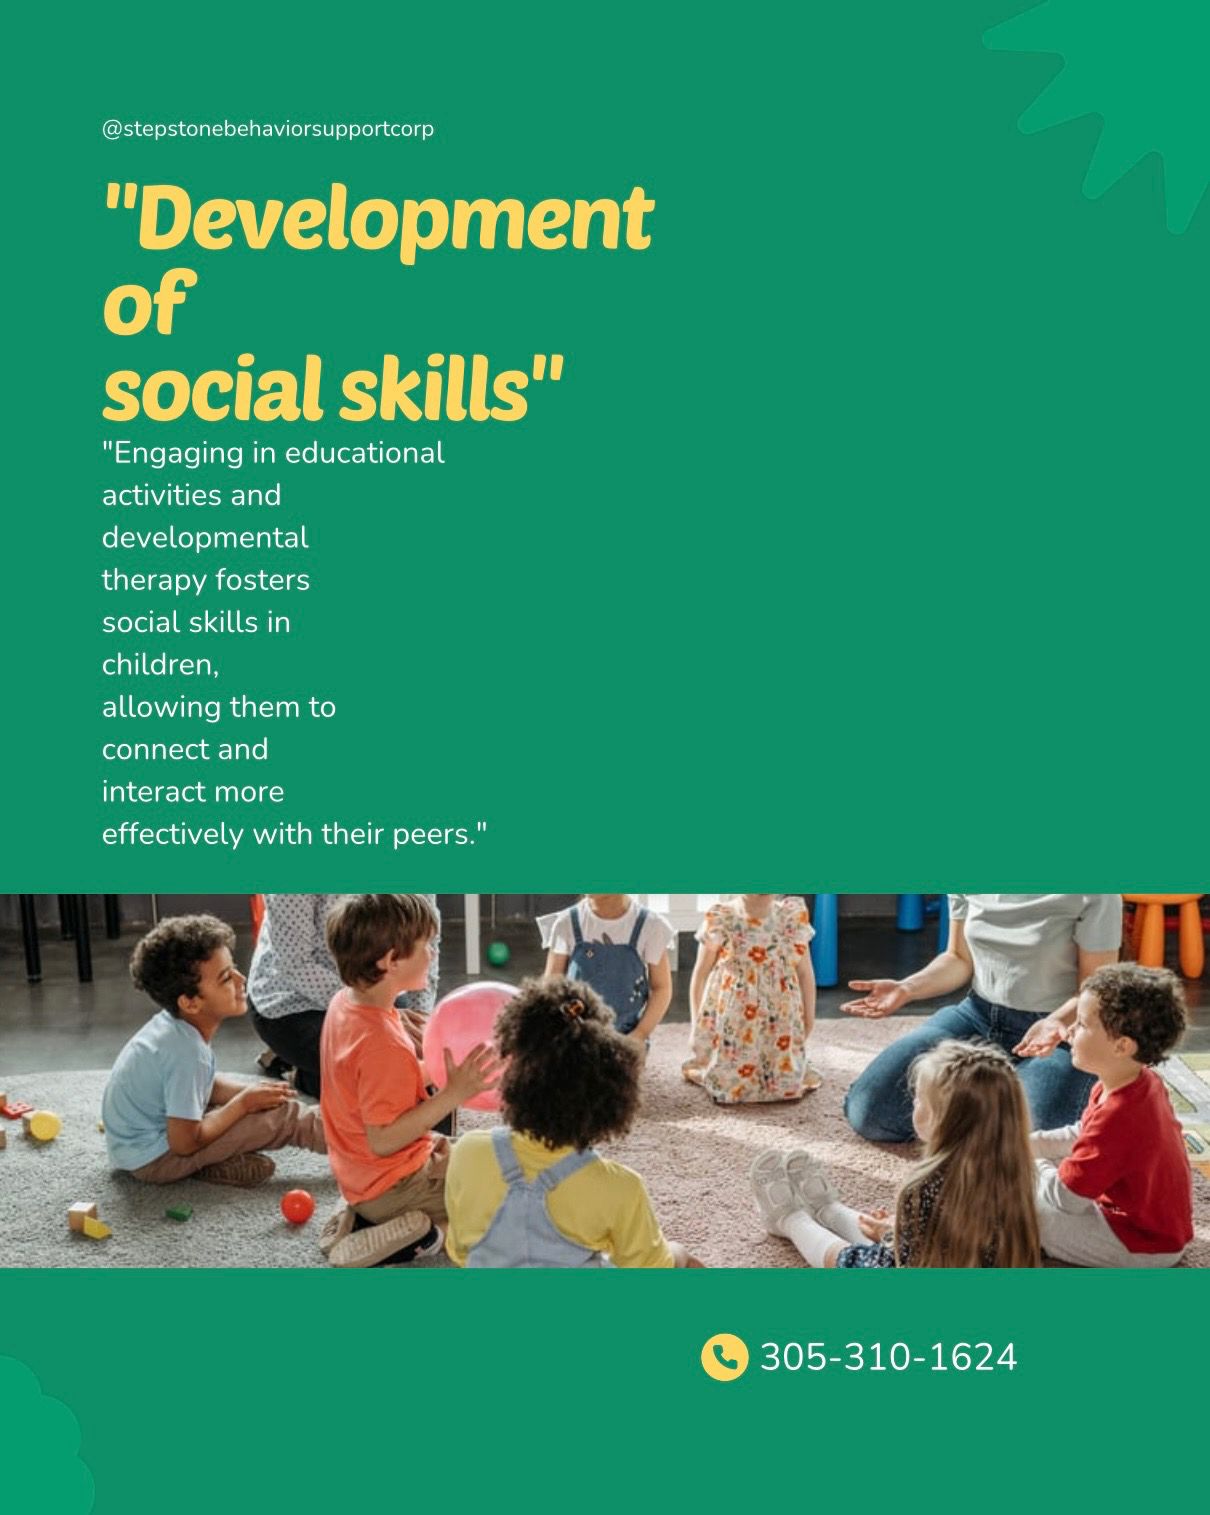 @stepstonebehaviorsupportcorp
"Development
of
social skills"
"Engaging in educational
activities and
developmental
therapy fosters
social skills in
children,
allowing them to
connect and
interact more
effectively with their peers."
305-310-1624